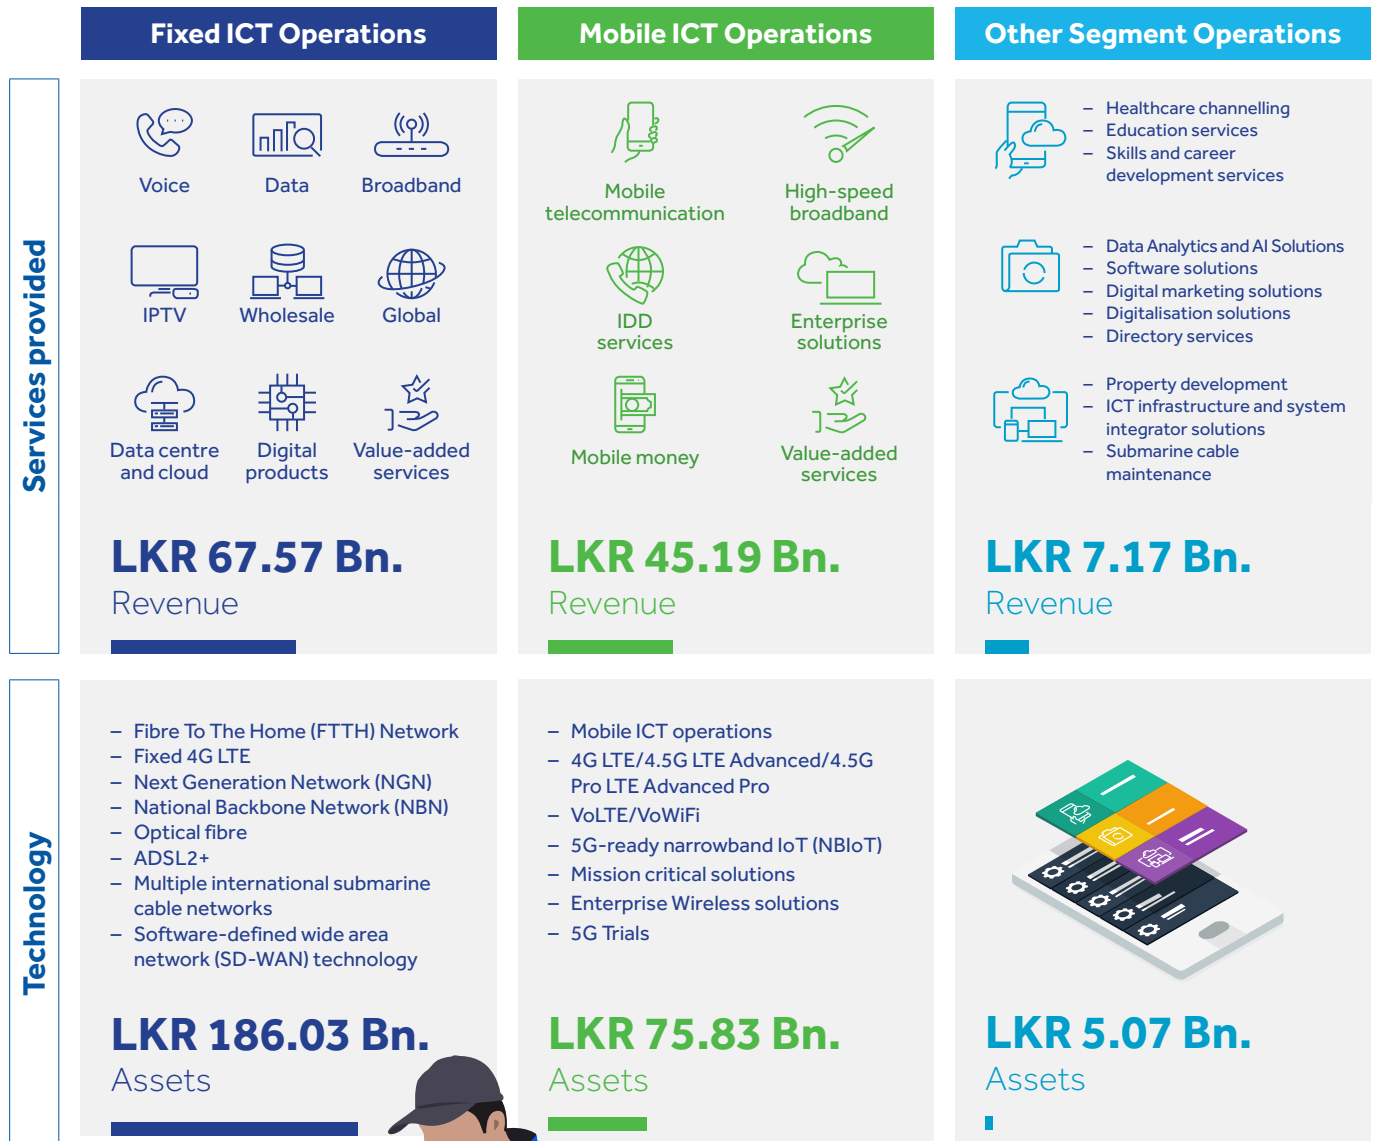 Fixed ICT Operations
Mobile ICT Operations
Other Segment Operations
Services provided
Voice
Data
Broadband
IPTV
Wholesale
Global
Data centre
and cloud
Digital
products
Value-added
services
LKR 67.57 Bn.
Revenue
Mobile
telecommunication
High-speed
broadband
IDD
services
Enterprise
solutions
Mobile money
Value-added
services
LKR 45.19 Bn.
Revenue
– Healthcare channelling
– Education services
– Skills and career
development services
– Data Analytics and AI Solutions
– Software solutions
– Digital marketing solutions
– Digitalisation solutions
– Directory services
– Property development
– ICT infrastructure and system
integrator solutions
– Submarine cable
maintenance
LKR 7.17 Bn.
Revenue
Technology
– Fibre To The Home (FTTH) Network
– Fixed 4G LTE
– Next Generation Network (NGN)
– National Backbone Network (NBN)
– Optical fibre
– ADSL2+
– Multiple international submarine
cable networks
– Software-defined wide area
network (SD-WAN) technology
LKR 186.03 Bn.
Assets
– Mobile ICT operations
– 4G LTE/4.5G LTE Advanced/4.5G
Pro LTE Advanced Pro
– VoLTE/VoWiFi
– 5G-ready narrowband IoT (NBIoT)
– Mission critical solutions
– Enterprise Wireless solutions
– 5G Trials
LKR 75.83 Bn.
Assets
LKR 5.07 Bn.
Assets